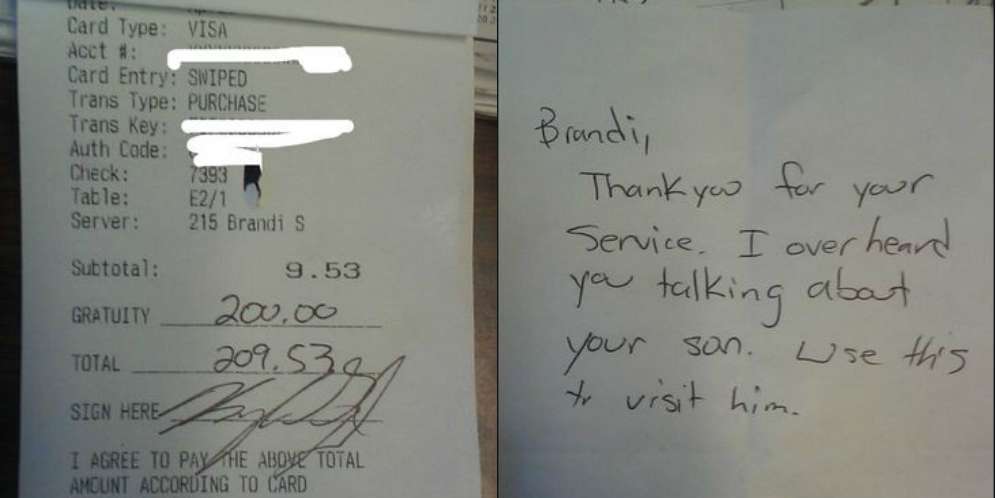 Card Type: VISA
Acct #:
Card Entry: SWIPED
Trans Type: PURCHASE
Trans Key:
Auth Code:
Check: 7393
Table: E2/1
Server: 215 Brandi S
Subtotal: 9.53
GRATUITY 200.00
TOTAL 209.53
SIGN HERE
I AGREE TO PAY THE ABOVE TOTAL
AMOUNT ACCORDING TO CARD
Brandi,
Thank you for your
Service. I overheard
you talking about
your son. Use this
to visit him.